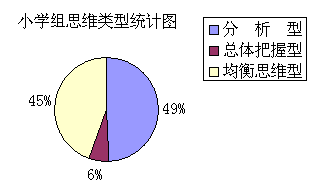 小学组思维类型统计图
分 析 型
总体把握型
均衡思维型
45%
49%
6%